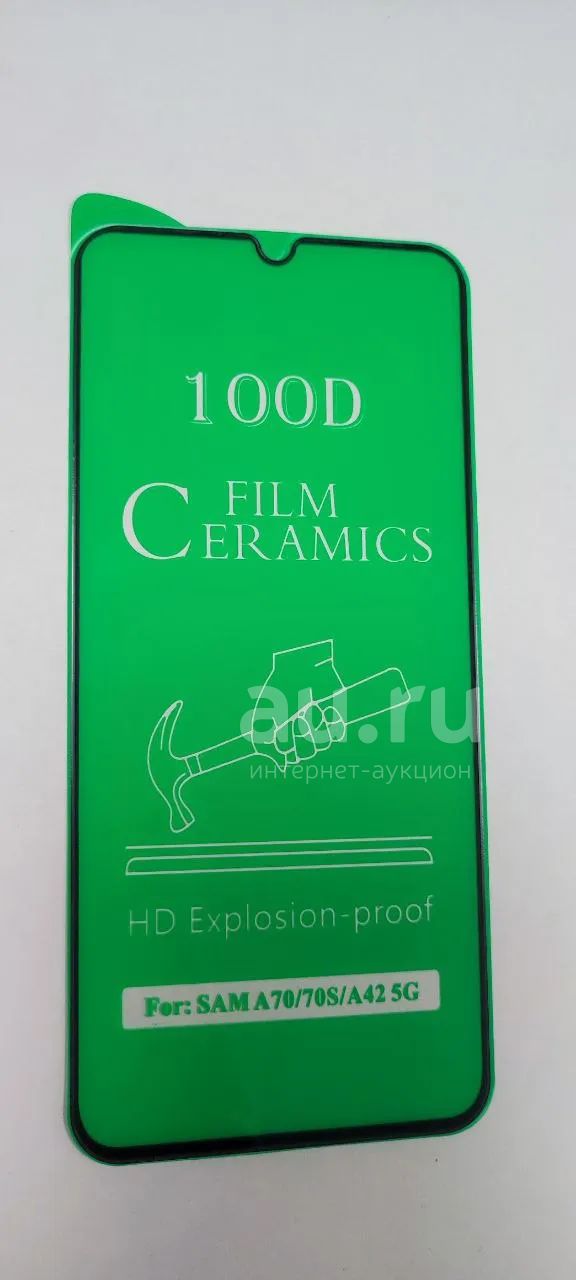 100D
FILM
CERAMICS
au.ru
интернет-аукцион
HD Explosion-proof
For: SAM A70/70S/A42 5G